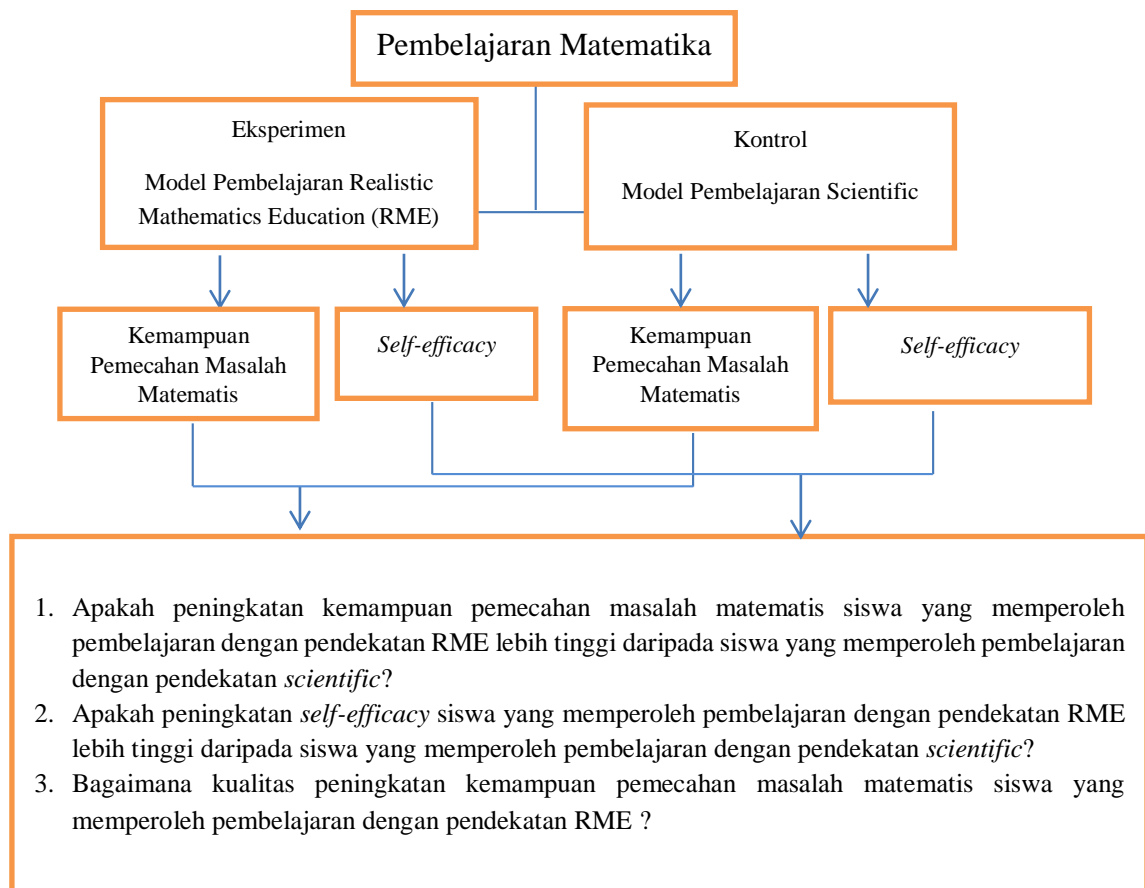 Pembelajaran Matematika
Eksperimen
Model Pembelajaran Realistic
Mathematics Education (RME)
Kontrol
Model Pembelajaran Scientific
Kemampuan
Pemecahan Masalah
Matematis
Self-efficacy
Kemampuan
Pemecahan Masalah
Matematis
Self-efficacy
1. Apakah peningkatan kemampuan pemecahan masalah matematis siswa yang memperoleh
pembelajaran dengan pendekatan RME lebih tinggi daripada siswa yang memperoleh pembelajaran
dengan pendekatan scientific?
2. Apakah peningkatan self-efficacy siswa yang memperoleh pembelajaran dengan pendekatan RME
lebih tinggi daripada siswa yang memperoleh pembelajaran dengan pendekatan scientific?
3. Bagaimana kualitas peningkatan kemampuan pemecahan masalah matematis siswa yang
memperoleh pembelajaran dengan pendekatan RME ?